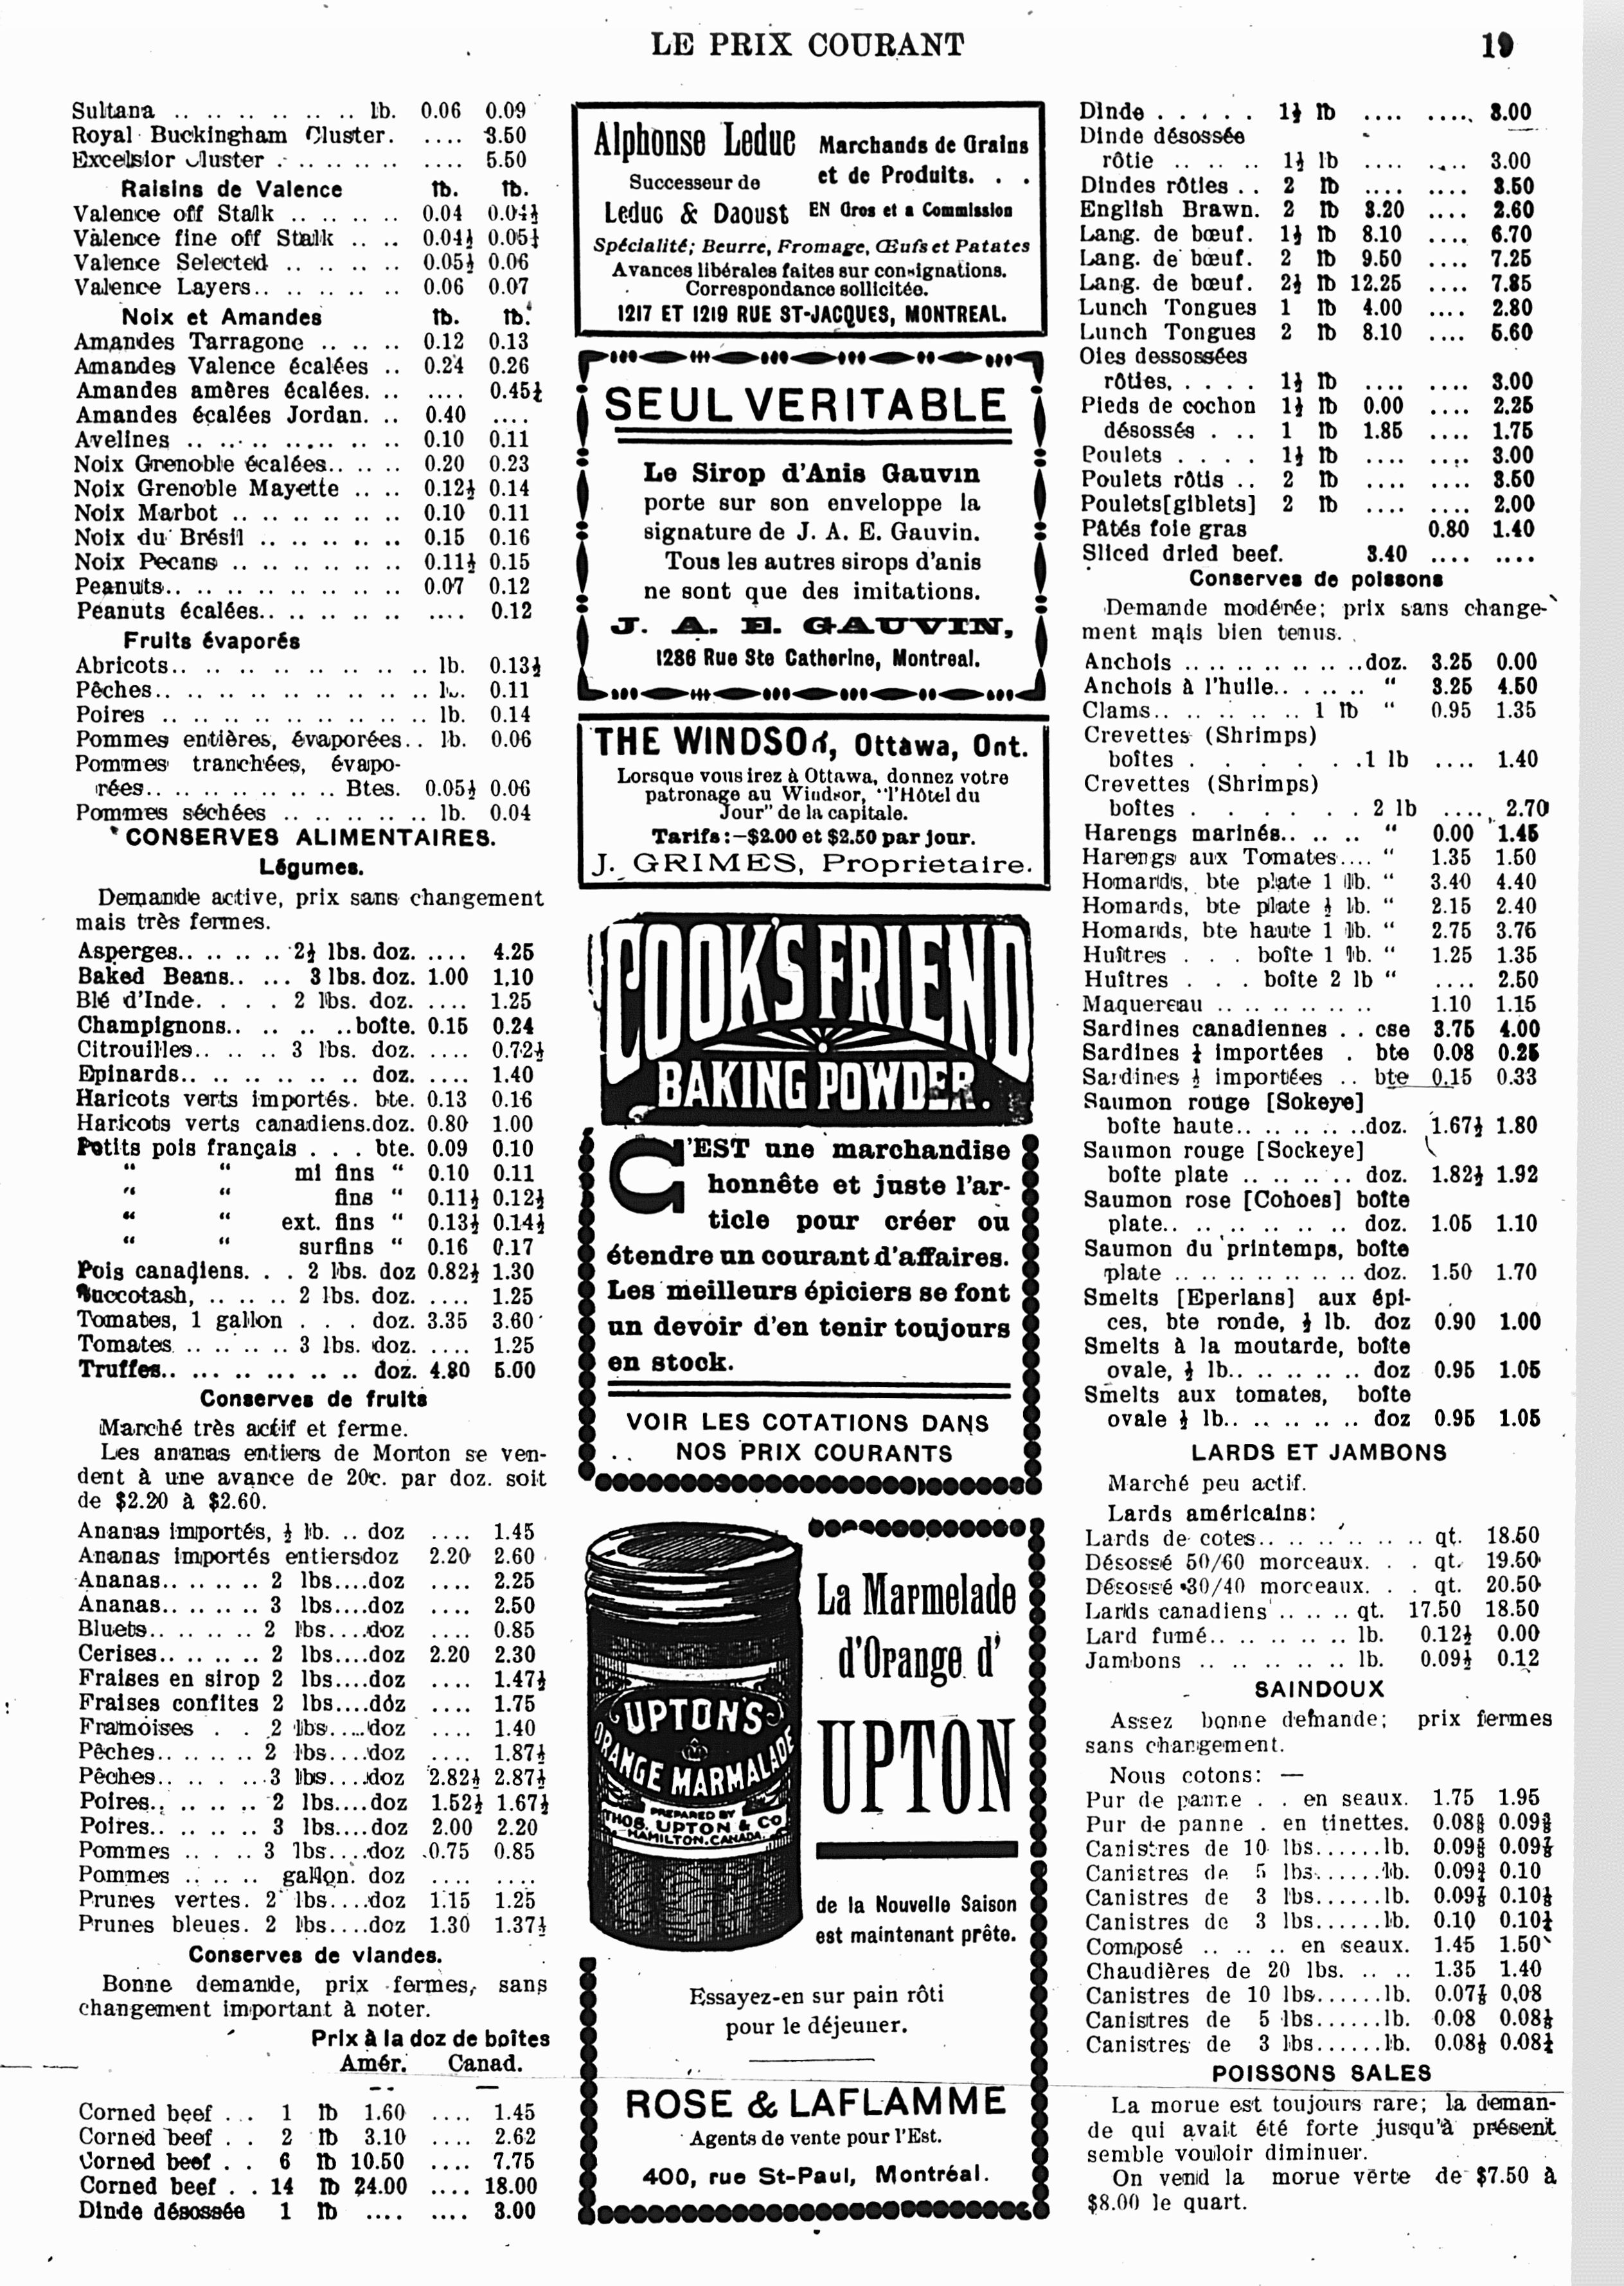 LE PRIX COURANT
19
Sultana .. .. .. .. .. .. .. lb. 0.06 0.09
Royal Buckingham Cluster. .... 3.50
Excelsior Cluster .. .. .. .. .... 5.50
Raisins de Valence lb. lb.
Valence off Stalk .. .. .. .. 0.04 0.04½
Valence fine off Stalk .. .. 0.04½ 0.05¼
Valence Selected .. .. .. .. 0.05½ 0.06
Valence Layers.. .. .. .. .. 0.06 0.07
Noix et Amandes lb. lb.
Amandes Tarragone .. .. .. 0.12 0.13
Amandes Valence écalées .. 0.24 0.26
Amandes amères écalées. .. .... 0.45½
Amandes écalées Jordan. .. 0.40 ....
Avelines .. .. .. .. .. .. .. 0.10 0.11
Noix Grenoble écalées.. .. .. 0.20 0.23
Noix Grenoble Mayette .. .. 0.12½ 0.14
Noix Marbot .. .. .. .. .. .. 0.10 0.11
Noix du Brésil .. .. .. .. .. 0.15 0.16
Noix Pecans .. .. .. .. .. .. 0.11½ 0.15
Peanuts.. .. .. .. .. .. .. .. 0.07 0.12
Peanuts écalées.. .. .. .. .. .... 0.12
Fruits évaporés
Abricots.. .. .. .. .. .. .. .. lb. 0.13½
Pêches.. .. .. .. .. .. .. .. .. 0.11
Poires .. .. .. .. .. .. .. .. lb. 0.14
Pommes entières, évaporées.. lb. 0.06
Pommes tranchées, évapo-
rées.. .. .. .. .. .. .. Btes. 0.05½ 0.06
Pommes séchées .. .. .. .. .. lb. 0.04
CONSERVES ALIMENTAIRES.
Légumes.
Demande active, prix sans changement
mais très fermes.
Asperges.. .. .. .. 2½ lbs. doz. .... 4.25
Baked Beans.. ... 3 lbs. doz. 1.00 1.10
Blé d'Inde. . . . 2 lbs. doz. .... 1.25
Champignons.. .. .. .. boîte. 0.15 0.24
Citrouilles.. .. .. 3 lbs. doz. .... 0.72½
Epinards.. .. .. .. .. .. doz. .... 1.40
Haricots verts importés. bte. 0.13 0.16
Haricots verts canadiens.doz. 0.80 1.00
Petits pois français . . . bte. 0.09 0.10
“ “ mi fins “ 0.10 0.11
“ “ fins “ 0.11½ 0.12½
“ “ ext. fins “ 0.13½ 0.14½
“ “ surfins “ 0.16 0.17
Pois canadiens. . . 2 lbs. doz 0.82½ 1.30
Succotash, .. .. .. 2 lbs. doz. .... 1.25
Tomates, 1 gallon . . . doz. 3.35 3.60
Tomates .. .. .. .. 3 lbs. doz. .... 1.25
Truffes.. ... .. ... .. .. doz. 4.80 5.00
Conserves de fruits
Marché très actif et ferme.
Les ananas entiers de Morton se ven-
dent à une avance de 20c. par doz. soit
de $2.20 à $2.60.
Ananas importés, ½ lb. .. doz .... 1.45
Ananas importés entiersdoz 2.20 2.60
Ananas.. .. .. .. 2 lbs....doz .... 2.25
Ananas.. .. .. .. 3 lbs....doz .... 2.50
Bluets.. .. .. .. 2 lbs....doz .... 0.85
Cerises.. .. .. .. 2 lbs....doz 2.20 2.30
Fraises en sirop 2 lbs....doz .... 1.47½
Fraises confites 2 lbs....doz .... 1.75
Framoises . . 2 lbs....doz .... 1.40
Pêches.. .. .. .. 2 lbs....doz .... 1.87½
Pêches.. .. .. .. 3 lbs....doz 2.82½ 2.87½
Poires.. .. .. .. 2 lbs....doz 1.52½ 1.67½
Poires.. .. .. .. 3 lbs....doz 2.00 2.20
Pommes .. .. .. 3 lbs....doz 0.75 0.85
Pommes .. .. .. gallon. doz .... ....
Prunes vertes. 2 lbs....doz 1.15 1.25
Prunes bleues. 2 lbs....doz 1.30 1.37½
Conserves de viandes.
Bonne demande, prix fermes, sans
changement important à noter.
Prix à la doz de boîtes
Amér. Canad.
Corned beef . . . 1 lb 1.60 .... 1.45
Corned beef . . 2 lb 3.10 .... 2.62
Corned beef . . 6 lb 10.50 .... 7.75
Corned beef . . 14 lb 24.00 .... 18.00
Dinde désossée 1 lb .... .... 3.00
Alphonse Leduc
Successeur de
Leduc & Daoust
Marchands de Grains
et de Produits. . .
EN Gros et a Commission
Spécialité; Beurre, Fromage, Œufs et Patates
Avances libérales faites sur consignations.
Correspondance sollicitée.
1217 ET 1219 RUE ST-JACQUES, MONTREAL.
SEUL VERITABLE
Le Sirop d'Anis Gauvin
porte sur son enveloppe la
signature de J. A. E. Gauvin.
Tous les autres sirops d'anis
ne sont que des imitations.
J. A. E. GAUVIN,
1286 Rue Ste Catherine, Montreal.
THE WINDSOR, Ottawa, Ont.
Lorsque vous irez à Ottawa, donnez votre
patronage au Windsor, "l'Hôtel du
Jour" de la capitale.
Tarifs:—$2.00 et $2.50 par jour.
J. GRIMES, Proprietaire.
COOK'S FRIEND
BAKING POWDER.
C'EST une marchandise
honnête et juste l'ar-
ticle pour créer ou
étendre un courant d'affaires.
Les meilleurs épiciers se font
un devoir d'en tenir toujours
en stock.
VOIR LES COTATIONS DANS
NOS PRIX COURANTS
UPTON'S
ORANGE MARMALADE
PREPARED BY
THOS. UPTON & CO
HAMILTON, CANADA.
La Marmelade
d'Orange d'
UPTON
de la Nouvelle Saison
est maintenant prête.
Essayez-en sur pain rôti
pour le déjeuner.
ROSE & LAFLAMME
Agents de vente pour l'Est.
400, rue St-Paul, Montréal.
Dinde . . . . . 1½ lb .... .... 3.00
Dinde désossée
rôtie .. .. .. 1½ lb .... .... 3.00
Dindes rôties . . 2 lb .... .... 3.50
English Brawn. 2 lb 3.20 .... 2.60
Lang. de bœuf. 1½ lb 8.10 .... 6.70
Lang. de bœuf. 2 lb 9.50 .... 7.25
Lang. de bœuf. 2½ lb 12.25 .... 7.85
Lunch Tongues 1 lb 4.00 .... 2.80
Lunch Tongues 2 lb 8.10 .... 5.60
Oies dessossées
rôties. . . . . 1½ lb .... .... 3.00
Pieds de cochon 1½ lb 0.00 .... 2.25
désossés . .. 1 lb 1.85 .... 1.75
Poulets . . . . 1½ lb .... .... 3.00
Poulets rôtis .. 2 lb .... .... 3.50
Poulets[giblets] 2 lb .... .... 2.00
Pâtés foie gras 0.80 1.40
Sliced dried beef. 3.40 .... ....
Conserves de poissons
Demande modérée; prix sans change-
ment mais bien tenus.
Anchois .. .. .. .. .. .. .. doz. 3.25 0.00
Anchois à l'huile.. .. .. .. “ 3.25 4.50
Clams.. .. .. .. .. .. 1 lb “ 0.95 1.35
Crevettes (Shrimps)
boîtes . . . . . . . 1 lb .... 1.40
Crevettes (Shrimps)
boîtes . . . . . . 2 lb .... 2.70
Harengs marinés.. .. .. “ 0.00 1.45
Harengs aux Tomates.... “ 1.35 1.50
Homards, bte plate 1 lb. “ 3.40 4.40
Homards, bte plate ½ lb. “ 2.15 2.40
Homards, bte haute 1 lb. “ 2.75 3.75
Huîtres . . . boîte 1 lb. “ 1.25 1.35
Huîtres . . . boîte 2 lb “ .... 2.50
Maquereau .. .. .. .. .. .. 1.10 1.15
Sardines canadiennes . . cse 3.75 4.00
Sardines ¼ importées . bte 0.08 0.25
Sardines ½ importées .. bte 0.15 0.33
Saumon rouge [Sokeye]
boîte haute.. .. .. .. .. doz. 1.67½ 1.80
Saumon rouge [Sockeye]
boîte plate .. .. .. .. .. doz. 1.82½ 1.92
Saumon rose [Cohoes] boîte
plate.. .. .. .. .. .. .. doz. 1.05 1.10
Saumon du printemps, boîte
plate .. .. .. .. .. .. .. doz. 1.50 1.70
Smelts [Eperlans] aux épi-
ces, bte ronde, ½ lb. doz 0.90 1.00
Smelts à la moutarde, boîte
ovale, ½ lb.. .. .. .. .. doz 0.95 1.05
Smelts aux tomates, boîte
ovale ½ lb.. .. .. .. .. doz 0.95 1.05
LARDS ET JAMBONS
Marché peu actif.
Lards américains:
Lards de cotes.. .. .. .. .. .. qt. 18.50
Désossé 50/60 morceaux. . . qt. 19.50
Désossé 30/40 morceaux. . . qt. 20.50
Lards canadiens .. .. .. qt. 17.50 18.50
Lard fumé.. .. .. .. .. .. lb. 0.12½ 0.00
Jambons .. .. .. .. .. .. lb. 0.09½ 0.12
SAINDOUX
Assez bonne demande; prix fermes
sans changement.
Nous cotons: —
Pur de panne . . en seaux. 1.75 1.95
Pur de panne . en tinettes. 0.08⅜ 0.09⅜
Canistres de 10 lbs......lb. 0.09
Canistres de 5 lbs......lb. 0.09¾ 0.10
Canistres de 3 lbs......lb. 0.09⅞
Canistres de 3 lbs......lb. 0.10 0.10¼
Composé .. .. .. .. en seaux. 1.45 1.50
Chaudières de 20 lbs. .. .. 1.35 1.40
Canistres de 10 lbs......lb. 0.07⅞ 0,08
Canistres de 5 lbs......lb. 0.08 0.08⅛
Canistres de 3 lbs......lb. 0.08⅛ 0.08¼
POISSONS SALES
La morue est toujours rare; la deman-
de qui avait été forte jusqu'à présent
semble vouloir diminuer.
On vend la morue verte de $7.50 à
$8.00 le quart.